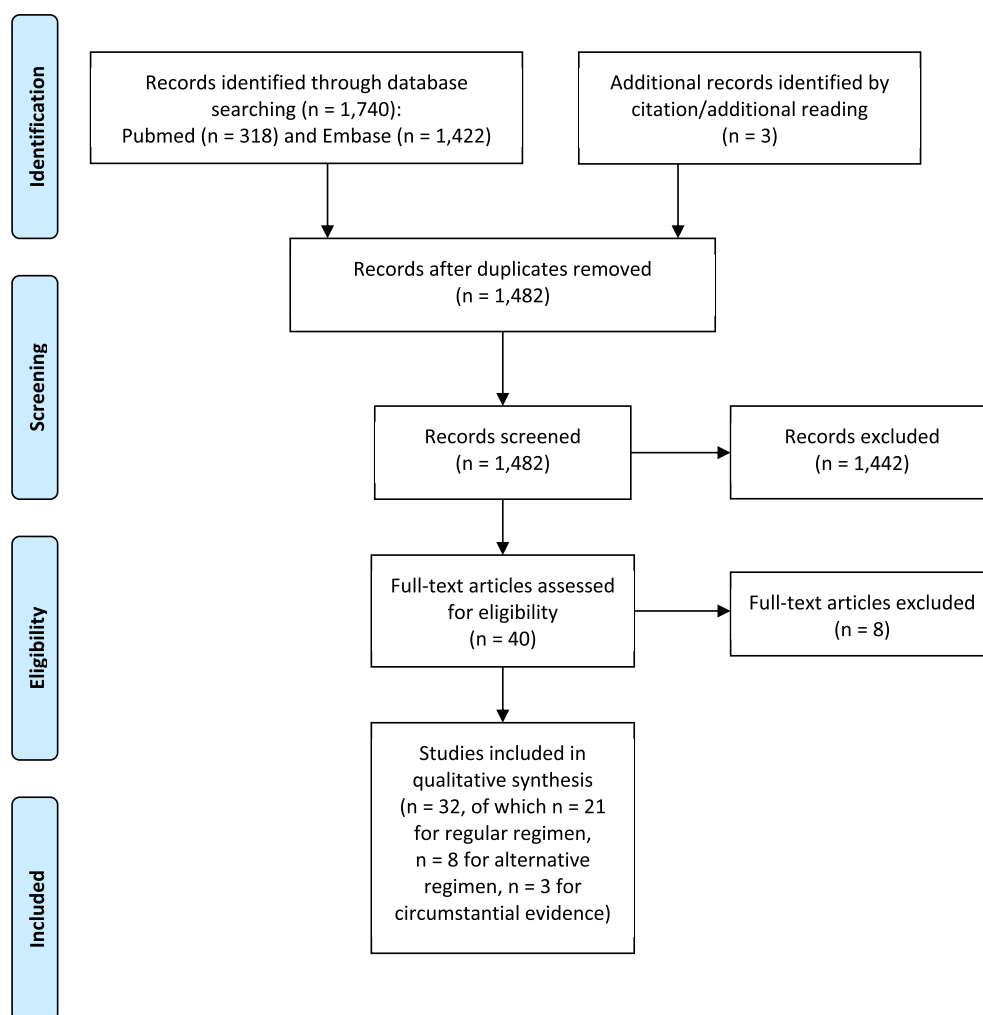 Identification
Records identified through database
searching (n = 1,740):
Pubmed (n = 318) and Embase (n = 1,422)
Additional records identified by
citation/additional reading
(n = 3)
Records after duplicates removed
(n = 1,482)
Screening
Records screened
(n = 1,482)
Records excluded
(n = 1,442)
Eligibility
Full-text articles assessed
for eligibility
(n = 40)
Full-text articles excluded
(n = 8)
Included
Studies included in
qualitative synthesis
(n = 32, of which n = 21
for regular regimen,
n = 8 for alternative
regimen, n = 3 for
circumstantial evidence)